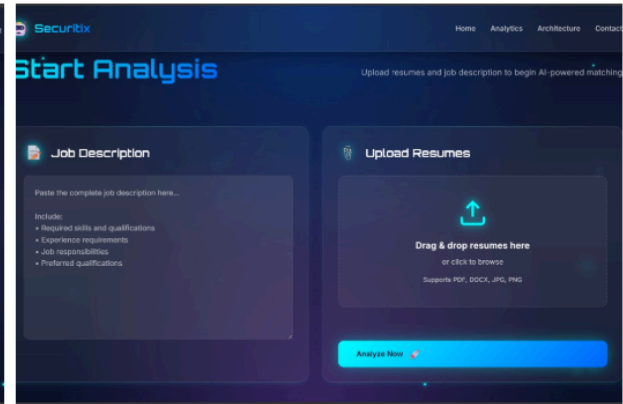 Securitix
Home Analytics Architecture Contact
Start Analysis
Upload resumes and job description to begin AI-powered matching
Job Description
Paste the complete job description here...
Include:
• Required skills and qualifications
• Experience requirements
• Job responsibilities
• Preferred qualifications
Upload Resumes
Drag & drop resumes here
or click to browse
Supports PDF, DOCX, JPG, PNG
Analyze Now